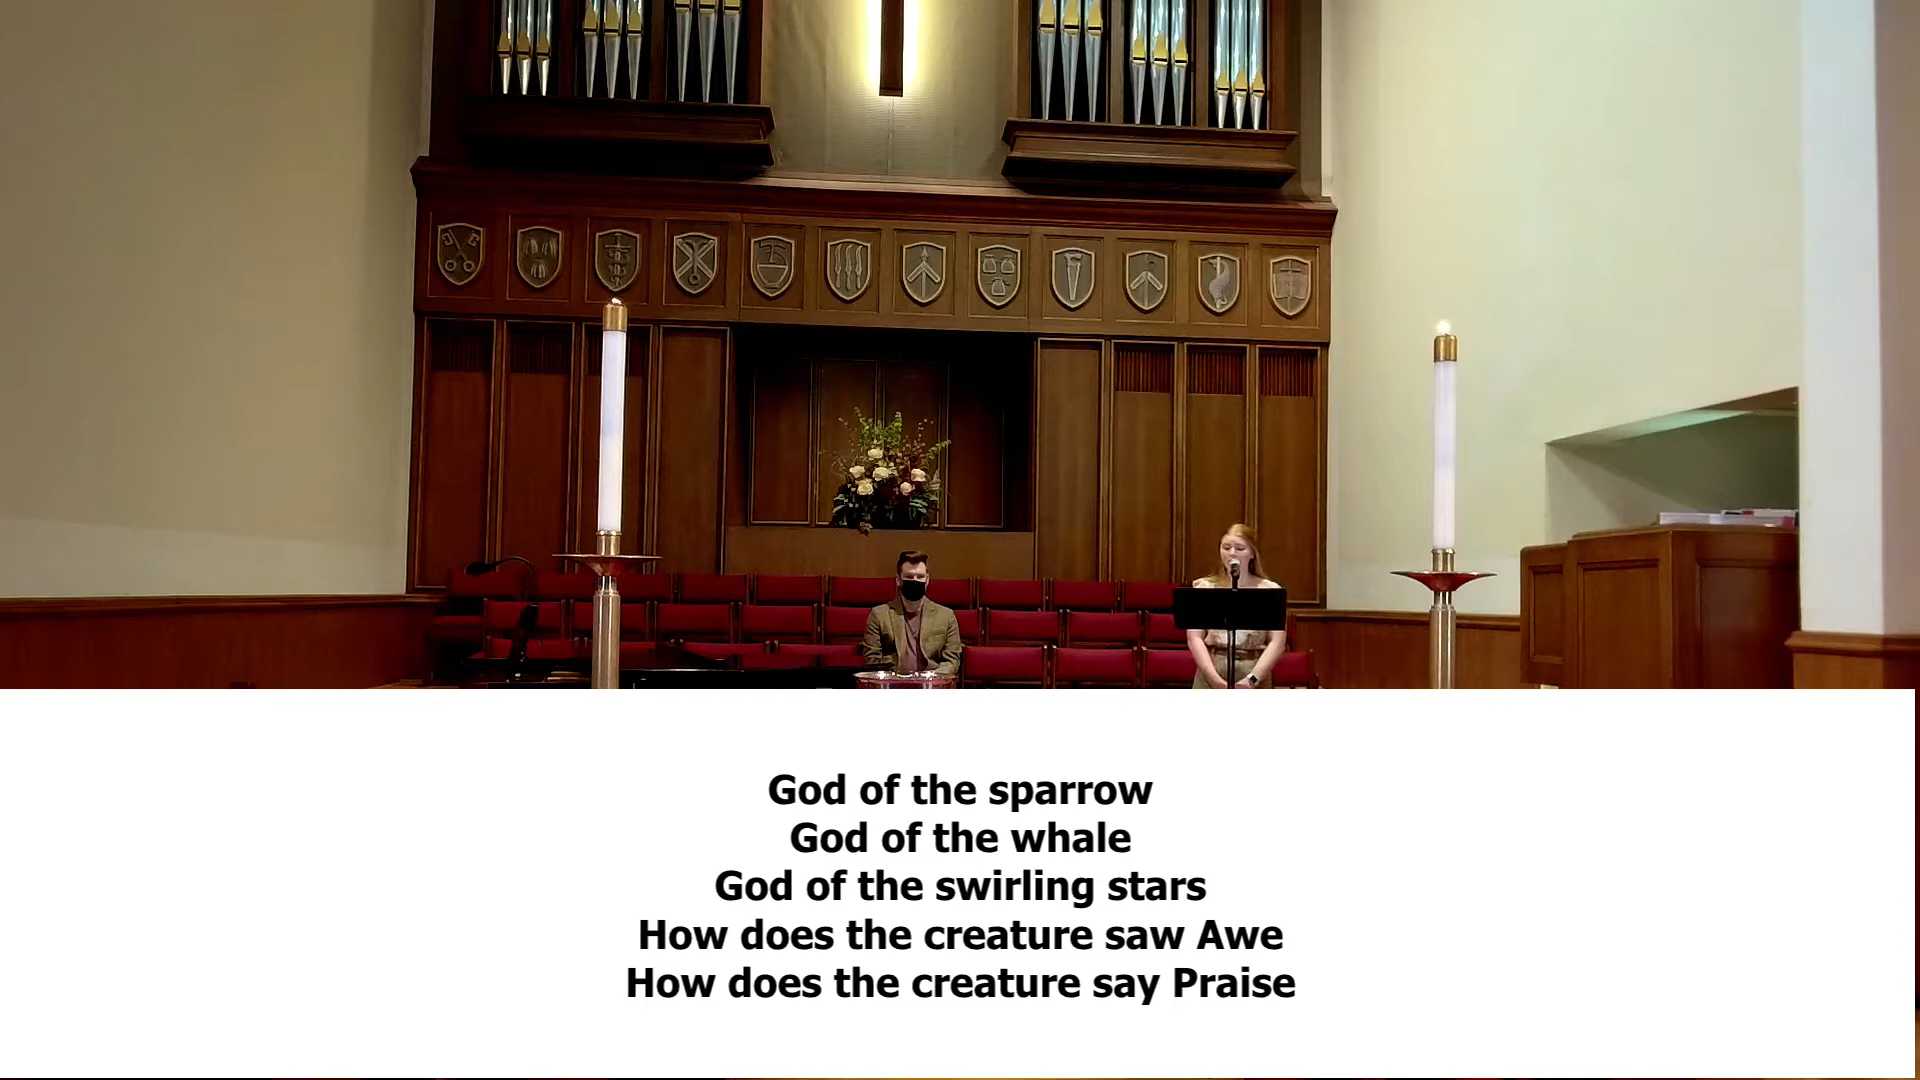 God of the sparrow
God of the whale
God of the swirling stars
How does the creature saw Awe
How does the creature say Praise